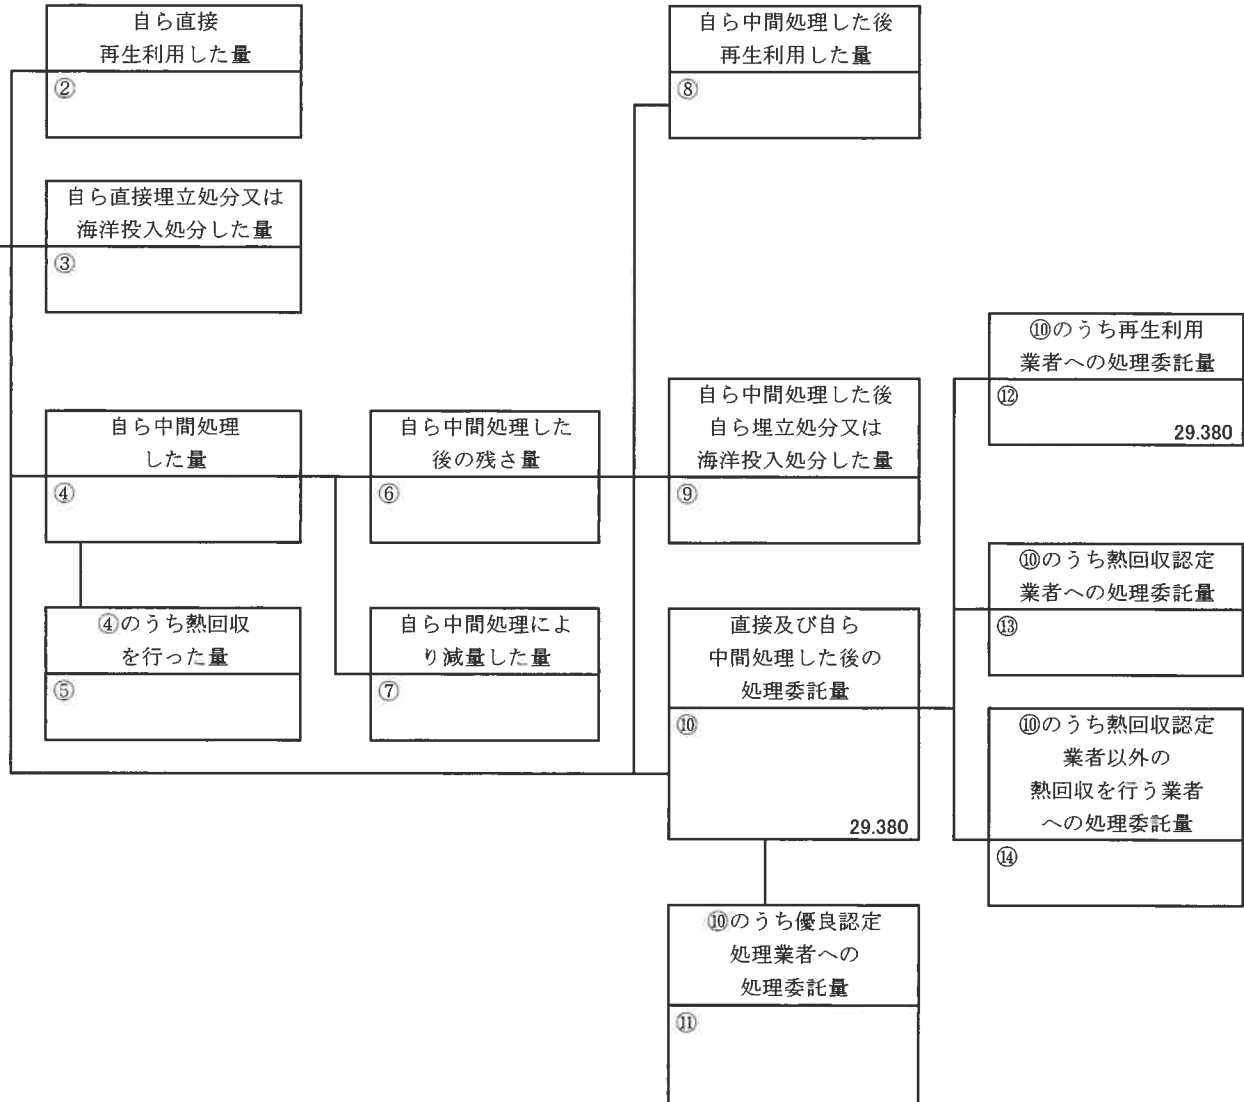 自ら直接
再生利用した量
②
自ら直接埋立処分又は
海洋投入処分した量
③
自ら中間処理
した量
④
④のうち熱回収
を行った量
⑤
自ら中間処理した
後の残さ量
⑥
自ら中間処理によ
り減量した量
⑦
自ら中間処理した後
再生利用した量
⑧
自ら中間処理した後
自ら埋立処分又は
海洋投入処分した量
⑨
直接及び自ら
中間処理した後の
処理委託量
⑩
29.380
⑩のうち優良認定
処理業者への
処理委託量
⑪
⑩のうち再生利用
業者への処理委託量
⑫
29.380
⑩のうち熱回収認定
業者への処理委託量
⑬
⑩のうち熱回収認定
業者以外の
熱回収を行う業者
への処理委託量
⑭